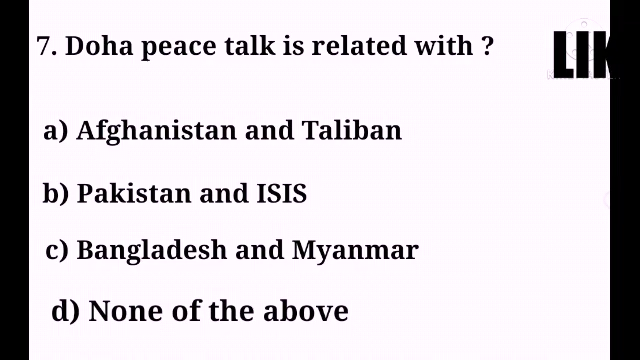 7. Doha peace talk is related with ?
LIK
a) Afghanistan and Taliban
b) Pakistan and ISIS
c) Bangladesh and Myanmar
d) None of the above